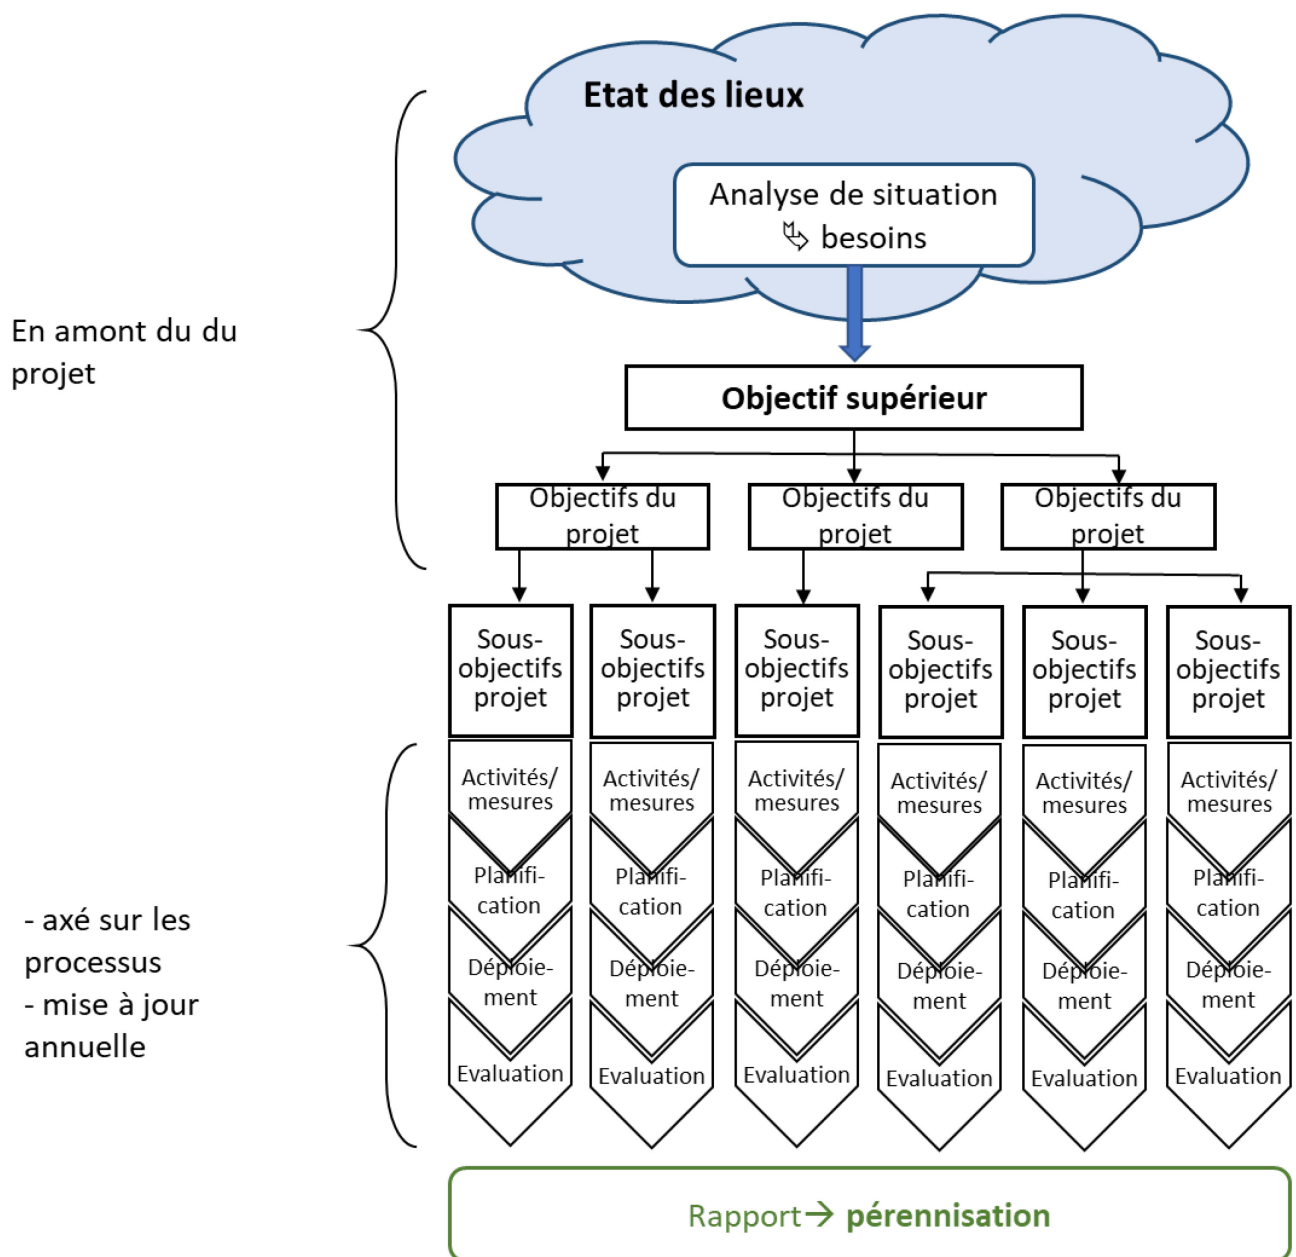 Etat des lieux
Analyse de situation
⮱ besoins
En amont du du
projet
Objectif supérieur
Objectifs du
projet
Objectifs du
projet
Objectifs du
projet
Sous-
objectifs
projet
Sous-
objectifs
projet
Sous-
objectifs
projet
Sous-
objectifs
projet
Sous-
objectifs
projet
Sous-
objectifs
projet
- axé sur les
processus
- mise à jour
annuelle
Activités/
mesures
Activités/
mesures
Activités/
mesures
Activités/
mesures
Activités/
mesures
Activités/
mesures
Planifi-
cation
Planifi-
cation
Planifi-
cation
Planifi-
cation
Planifi-
cation
Planifi-
cation
Déploie-
ment
Déploie-
ment
Déploie-
ment
Déploie-
ment
Déploie-
ment
Déploie-
ment
Evaluation
Evaluation
Evaluation
Evaluation
Evaluation
Evaluation
Rapport→ pérennisation